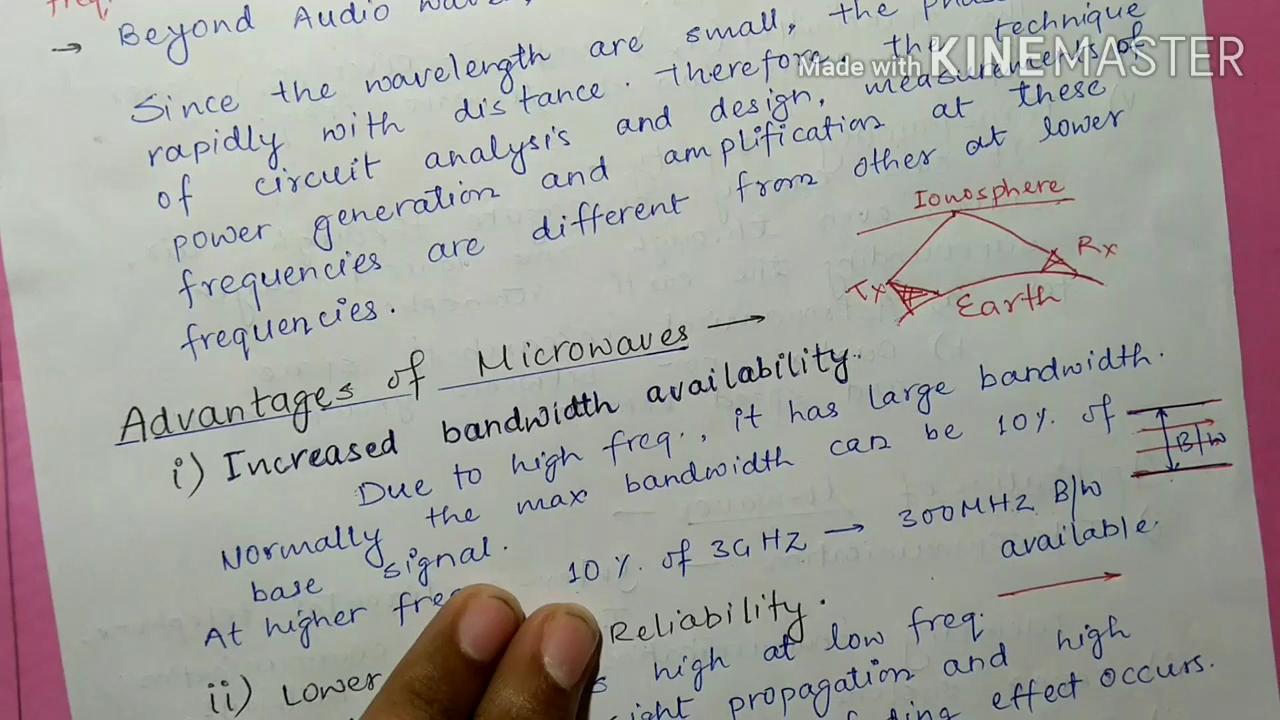 freq.
→ Beyond Audio
Since the wavelength are small, the
rapidly with distance. Therefore, the technique
of circuit analysis and design, measurements of
power generation and amplification at these
frequencies are different from other at lower
frequencies.
Made with KINEMASTER
Ionosphere
Tx
Rx
Earth
Advantages of Microwaves →
i) Increased bandwidth availability.
Due to high freq., it has large bandwidth.
Normally the max bandwidth can be 10% of
base signal.
B/W
At higher 10% of 3GHZ → 300MHZ B/W
available.
ii) Lower Reliability.
high at low freq.
propagation and high
effect occurs.